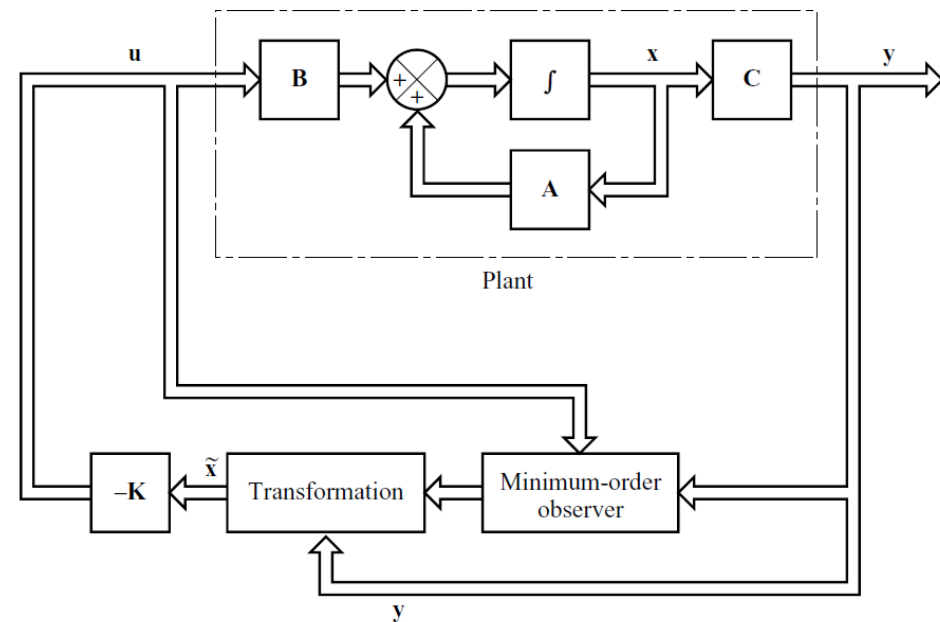 u
B
+
+
∫
x
C
y
A
Plant
–K
x̃
Transformation
Minimum-order
observer
y